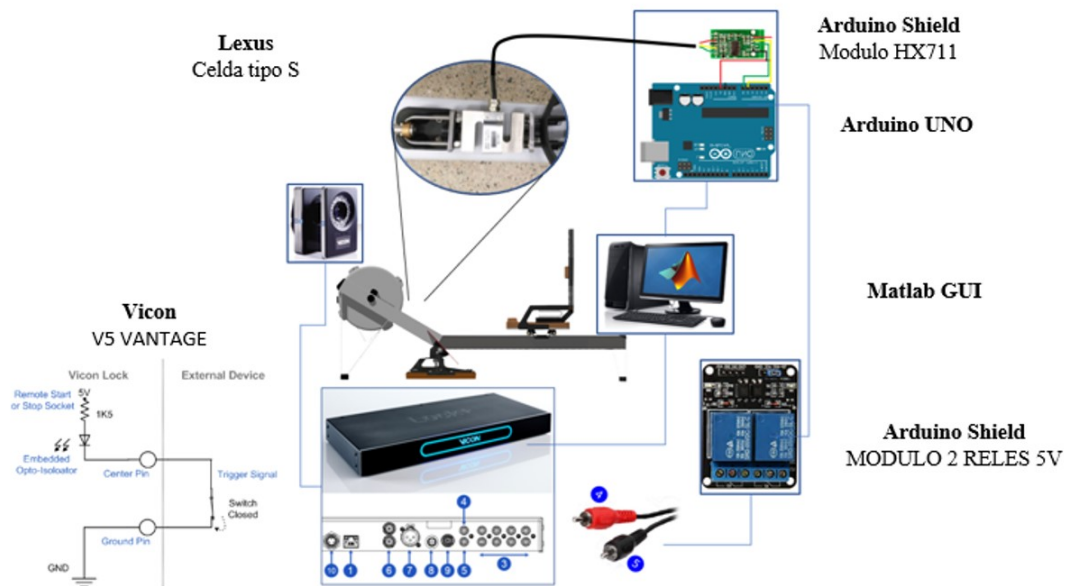 Lexus
Celda tipo S
Arduino Shield
Modulo HX711
Arduino UNO
ARDUINO
VICON
Matlab GUI
Vicon
V5 VANTAGE
Vicon Lock
External Device
Remote Start
or Stop Socket
5V
1K5
Embedded
Opto-Isoloator
Center Pin
Trigger Signal
Switch
Closed
Ground Pin
GND
VICON
Arduino Shield
MODULO 2 RELES 5V
4
10
1
6
7
8
9
5
3
4
5